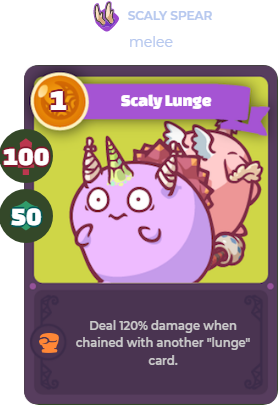 SCALY SPEAR
melee
1
Scaly Lunge
100
50
Deal 120% damage when
chained with another "lunge"
card.